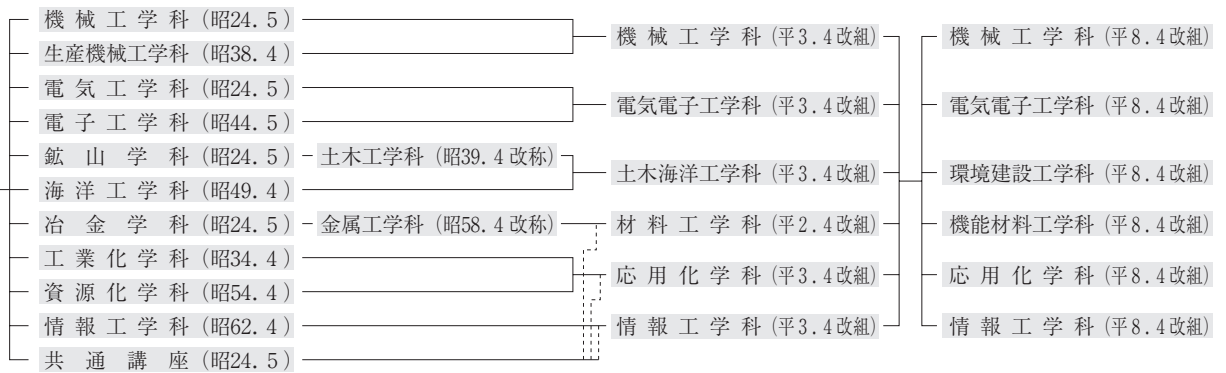 機械工学科（昭24．5）
生産機械工学科（昭38．4）
電気工学科（昭24．5）
電子工学科（昭44．5）
鉱山学科（昭24．5）
土木工学科（昭39．4改称）
海洋工学科（昭49．4）
冶金学科（昭24．5）
金属工学科（昭58．4改称）
工業化学科（昭34．4）
資源化学科（昭54．4）
情報工学科（昭62．4）
共通講座（昭24．5）
機械工学科（平3．4改組）
電気電子工学科（平3．4改組）
土木海洋工学科（平3．4改組）
材料工学科（平2．4改組）
応用化学科（平3．4改組）
情報工学科（平3．4改組）
機械工学科（平8．4改組）
電気電子工学科（平8．4改組）
環境建設工学科（平8．4改組）
機能材料工学科（平8．4改組）
応用化学科（平8．4改組）
情報工学科（平8．4改組）